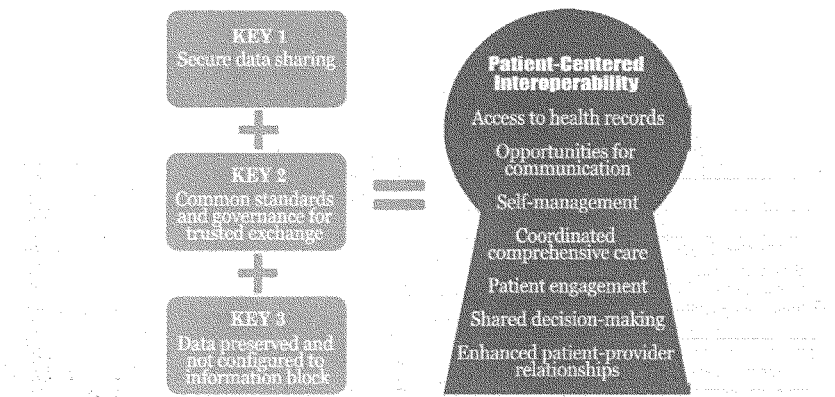 KEY 1
Secure data sharing
KEY 2
Common standards
and governance for
trusted exchange
KEY 3
Data preserved and
not configured to
information block
Patient-Centered
Interoperability
Access to health records
Opportunities for
communication
Self-management
Coordinated
comprehensive care
Patient engagement
Shared decision-making
Enhanced patient-provider
relationships